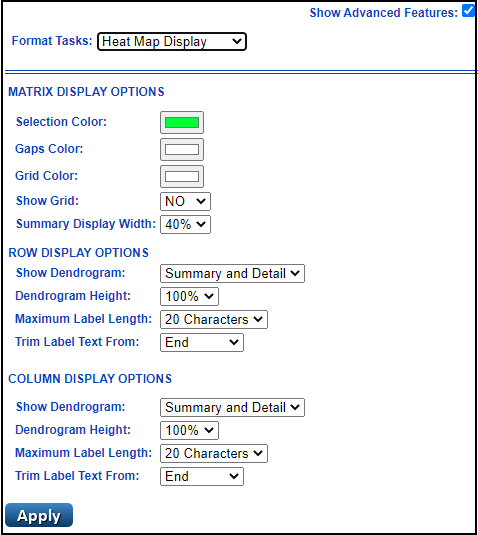 Show Advanced Features:
Format Tasks: Heat Map Display
MATRIX DISPLAY OPTIONS
Selection Color:
Gaps Color:
Grid Color:
Show Grid: NO
Summary Display Width: 40%
ROW DISPLAY OPTIONS
Show Dendrogram: Summary and Detail
Dendrogram Height: 100%
Maximum Label Length: 20 Characters
Trim Label Text From: End
COLUMN DISPLAY OPTIONS
Show Dendrogram: Summary and Detail
Dendrogram Height: 100%
Maximum Label Length: 20 Characters
Trim Label Text From: End
Apply